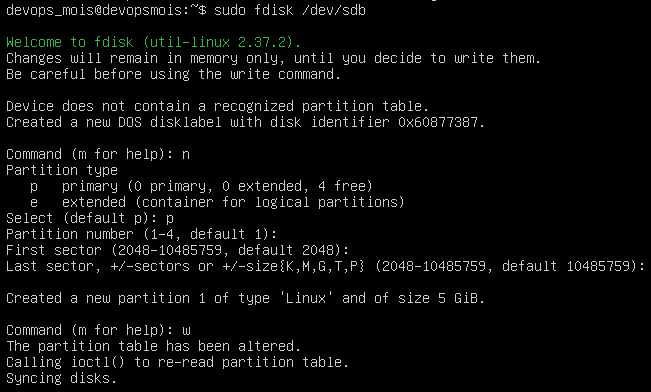 devops_mois@devopsmois:~$ sudo fdisk /dev/sdb
Welcome to fdisk (util-linux 2.37.2).
Changes will remain in memory only, until you decide to write them.
Be careful before using the write command.
Device does not contain a recognized partition table.
Created a new DOS disklabel with disk identifier 0x60877387.
Command (m for help): n
Partition type
   p   primary (0 primary, 0 extended, 4 free)
   e   extended (container for logical partitions)
Select (default p): p
Partition number (1-4, default 1):
First sector (2048-10485759, default 2048):
Last sector, +/-sectors or +/-size{K,M,G,T,P} (2048-10485759, default 10485759):
Created a new partition 1 of type 'Linux' and of size 5 GiB.
Command (m for help): w
The partition table has been altered.
Calling ioctl() to re-read partition table.
Syncing disks.